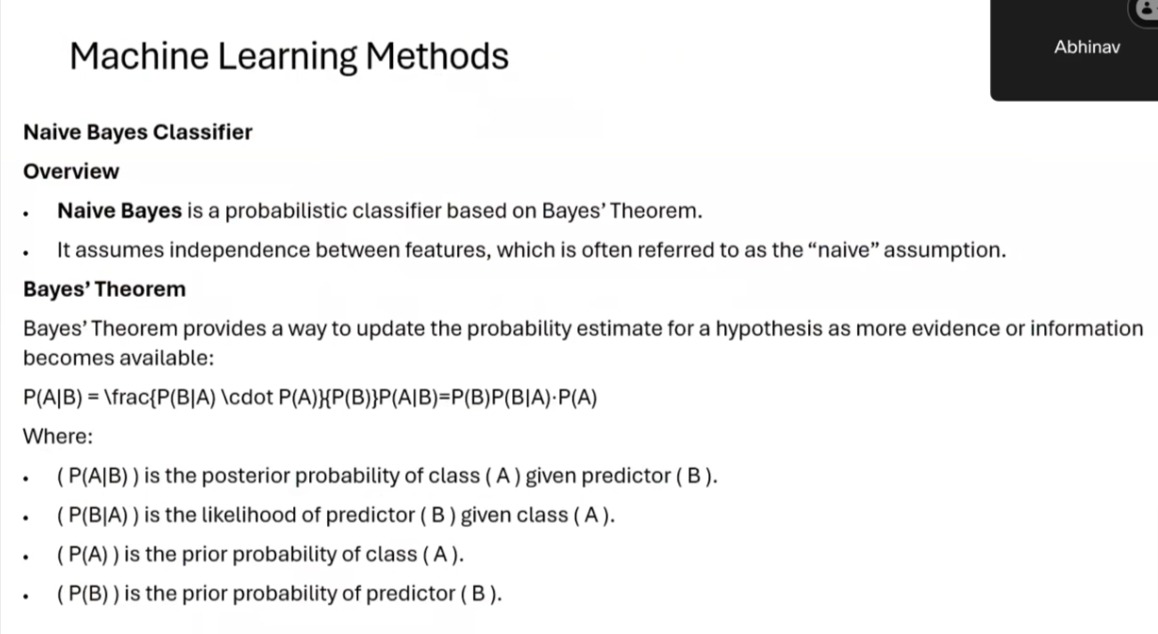 Machine Learning Methods
Abhinav
Naive Bayes Classifier
Overview
• Naive Bayes is a probabilistic classifier based on Bayes’ Theorem.
• It assumes independence between features, which is often referred to as the “naive” assumption.
Bayes’ Theorem
Bayes’ Theorem provides a way to update the probability estimate for a hypothesis as more evidence or information
becomes available:
P(A|B) = \frac{P(B|A) \cdot P(A)}{P(B)}P(A|B)=P(B)P(B|A)⋅P(A)
Where:
• ( P(A|B) ) is the posterior probability of class ( A ) given predictor ( B ).
• ( P(B|A) ) is the likelihood of predictor ( B ) given class ( A ).
• ( P(A) ) is the prior probability of class ( A ).
• ( P(B) ) is the prior probability of predictor ( B ).